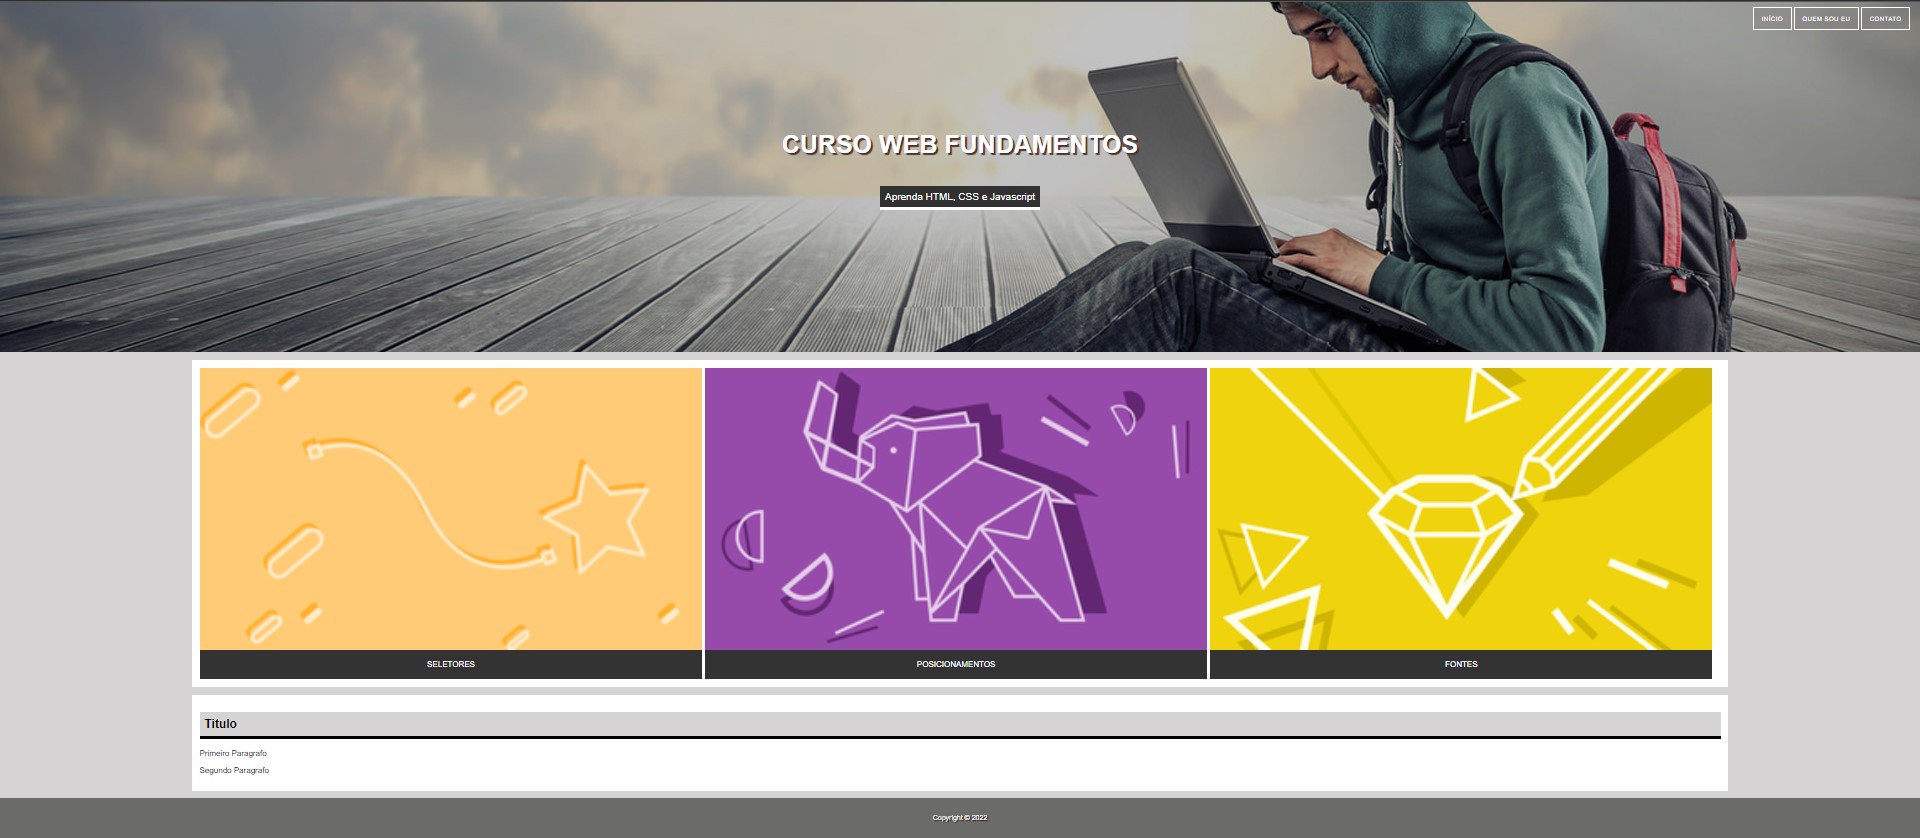 INÍCIO QUEM SOU EU CONTATO
CURSO WEB FUNDAMENTOS
Aprenda HTML, CSS e Javascript
SELETORES POSICIONAMENTOS FONTES
Titulo
Primeiro Paragrafo
Segundo Paragrafo
Copyright © 2022